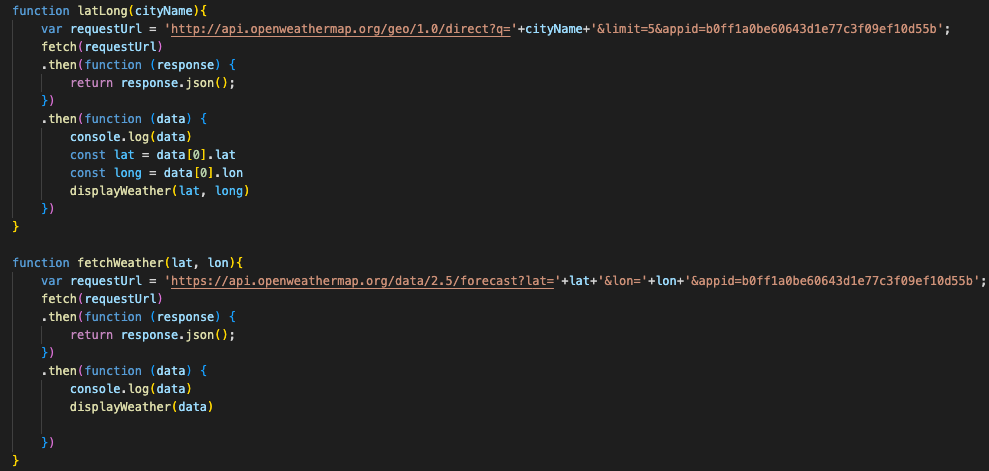 function latLong(cityName){
    var requestUrl = 'http://api.openweathermap.org/geo/1.0/direct?q='+cityName+'&limit=5&appid=b0ff1a0be60643d1e77c3f09ef10d55b';
    fetch(requestUrl)
    .then(function (response) {
        return response.json();
    })
    .then(function (data) {
        console.log(data)
        const lat = data[0].lat
        const long = data[0].lon
        displayWeather(lat, long)
    })
}

function fetchWeather(lat, lon){
    var requestUrl = 'https://api.openweathermap.org/data/2.5/forecast?lat='+lat+'&lon='+lon+'&appid=b0ff1a0be60643d1e77c3f09ef10d55b';
    fetch(requestUrl)
    .then(function (response) {
        return response.json();
    })
    .then(function (data) {
        console.log(data)
        displayWeather(data)

    })
}